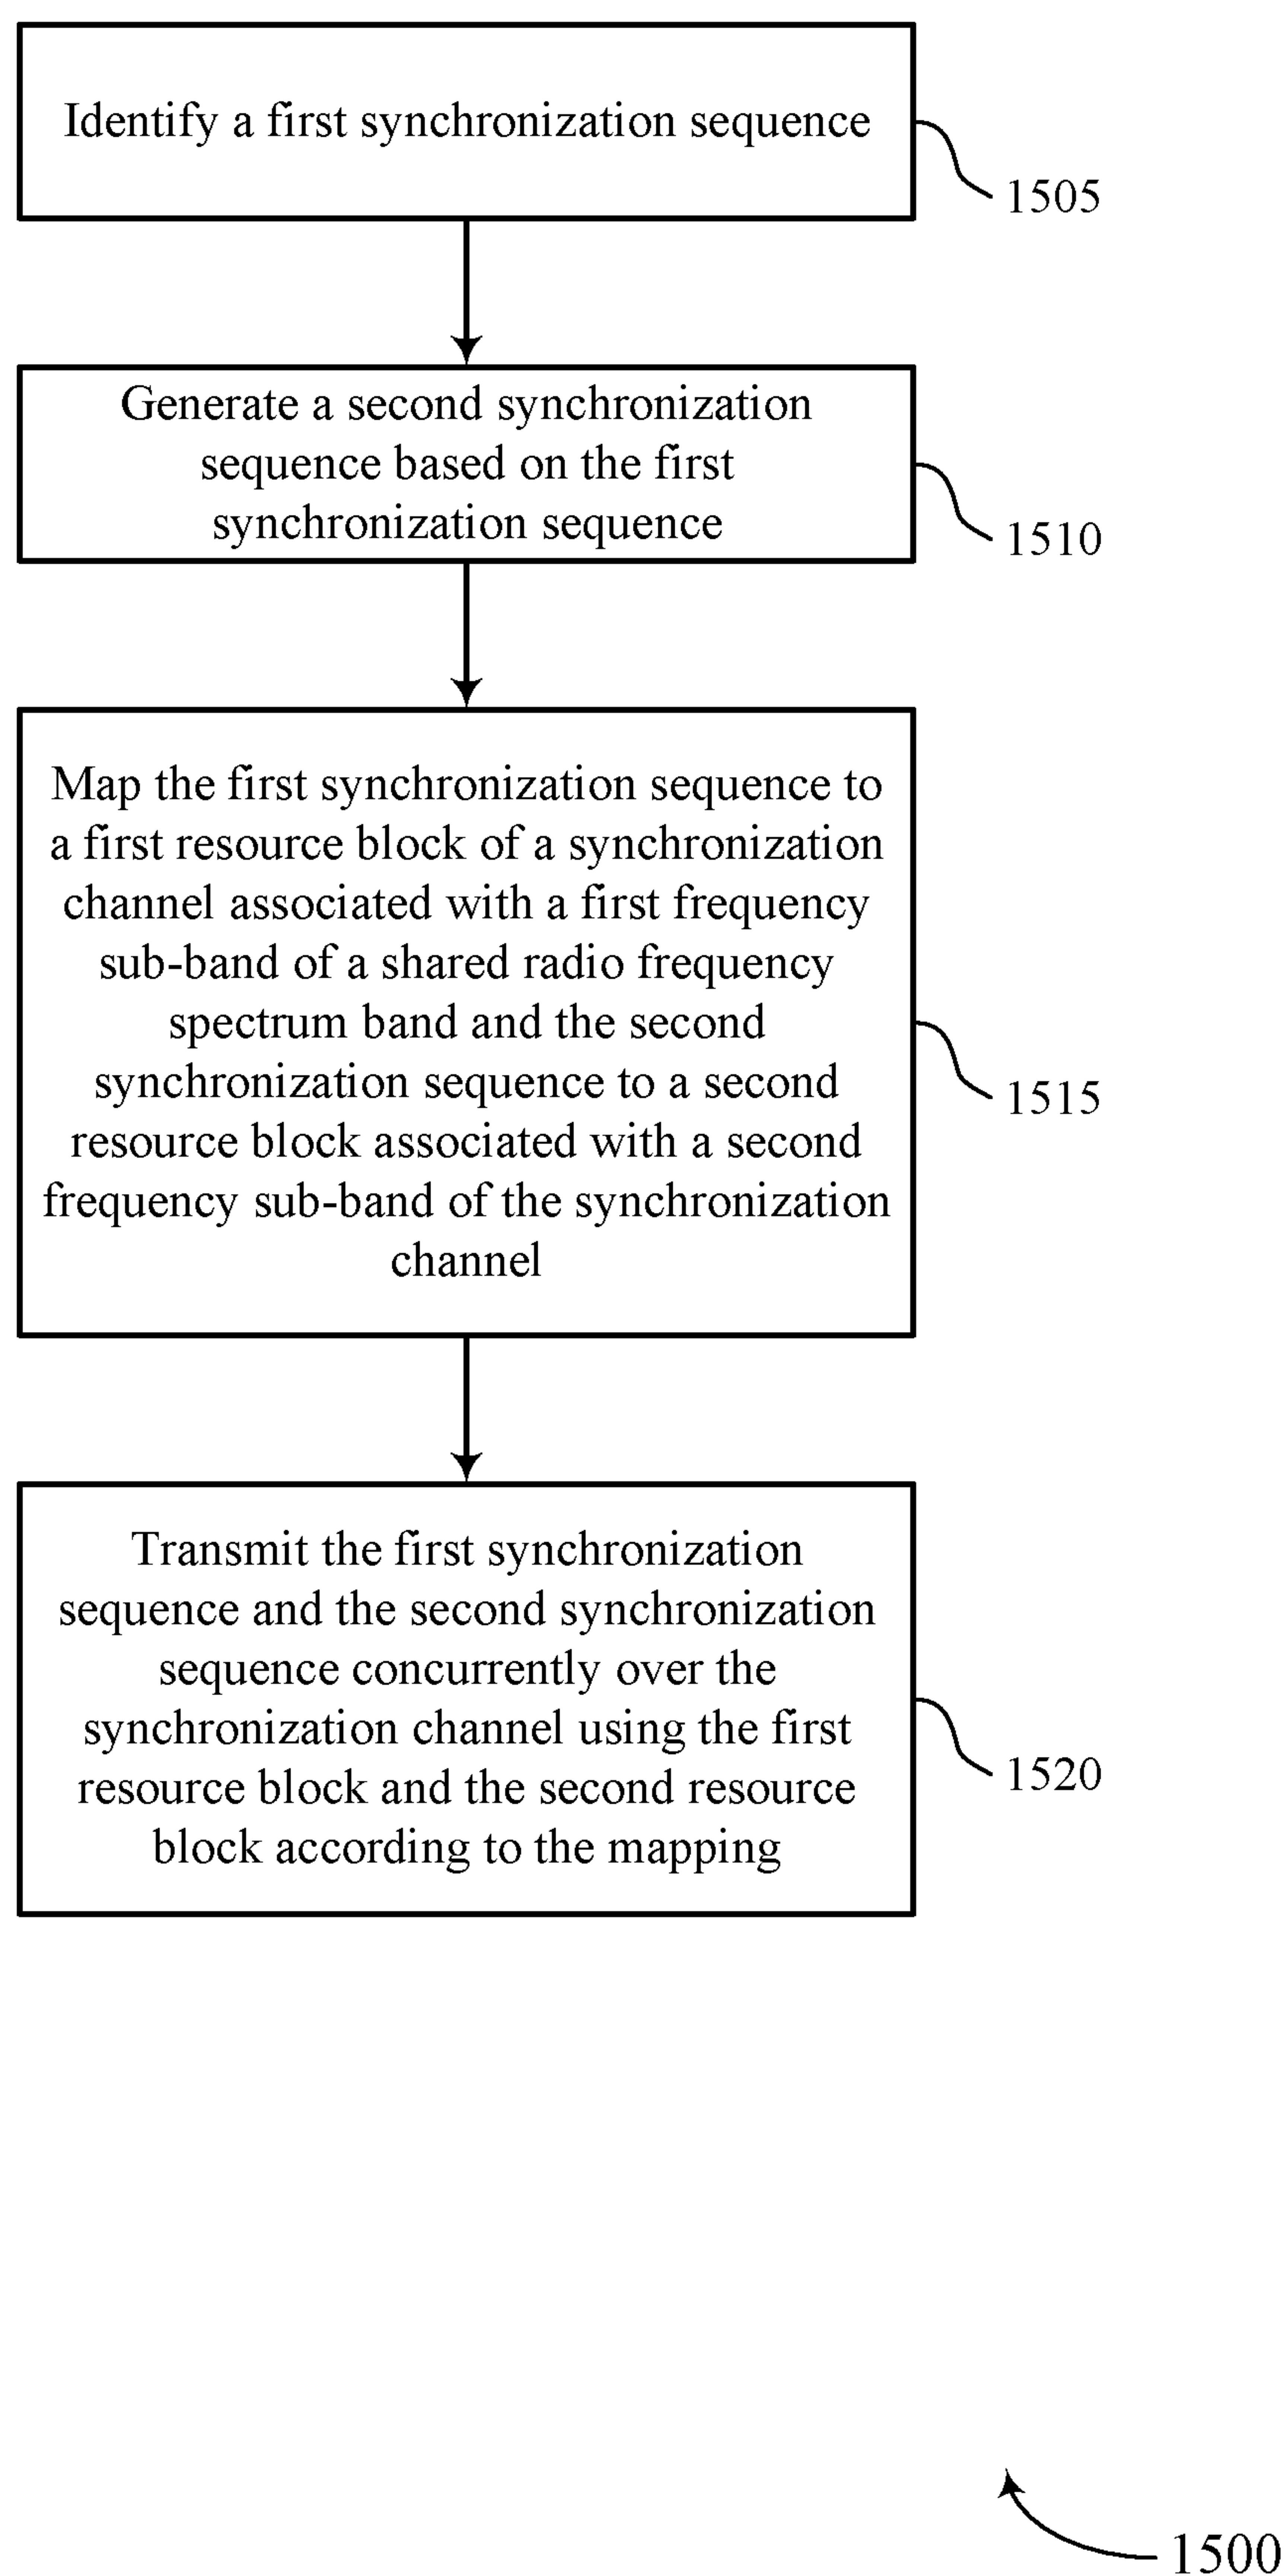 Identify a first synchronization sequence
1505
Generate a second synchronization
sequence based on the first
synchronization sequence
1510
Map the first synchronization sequence to
a first resource block of a synchronization
channel associated with a first frequency
sub-band of a shared radio frequency
spectrum band and the second
synchronization sequence to a second
resource block associated with a second
frequency sub-band of the synchronization
channel
1515
Transmit the first synchronization
sequence and the second synchronization
sequence concurrently over the
synchronization channel using the first
resource block and the second resource
block according to the mapping
1520
1500